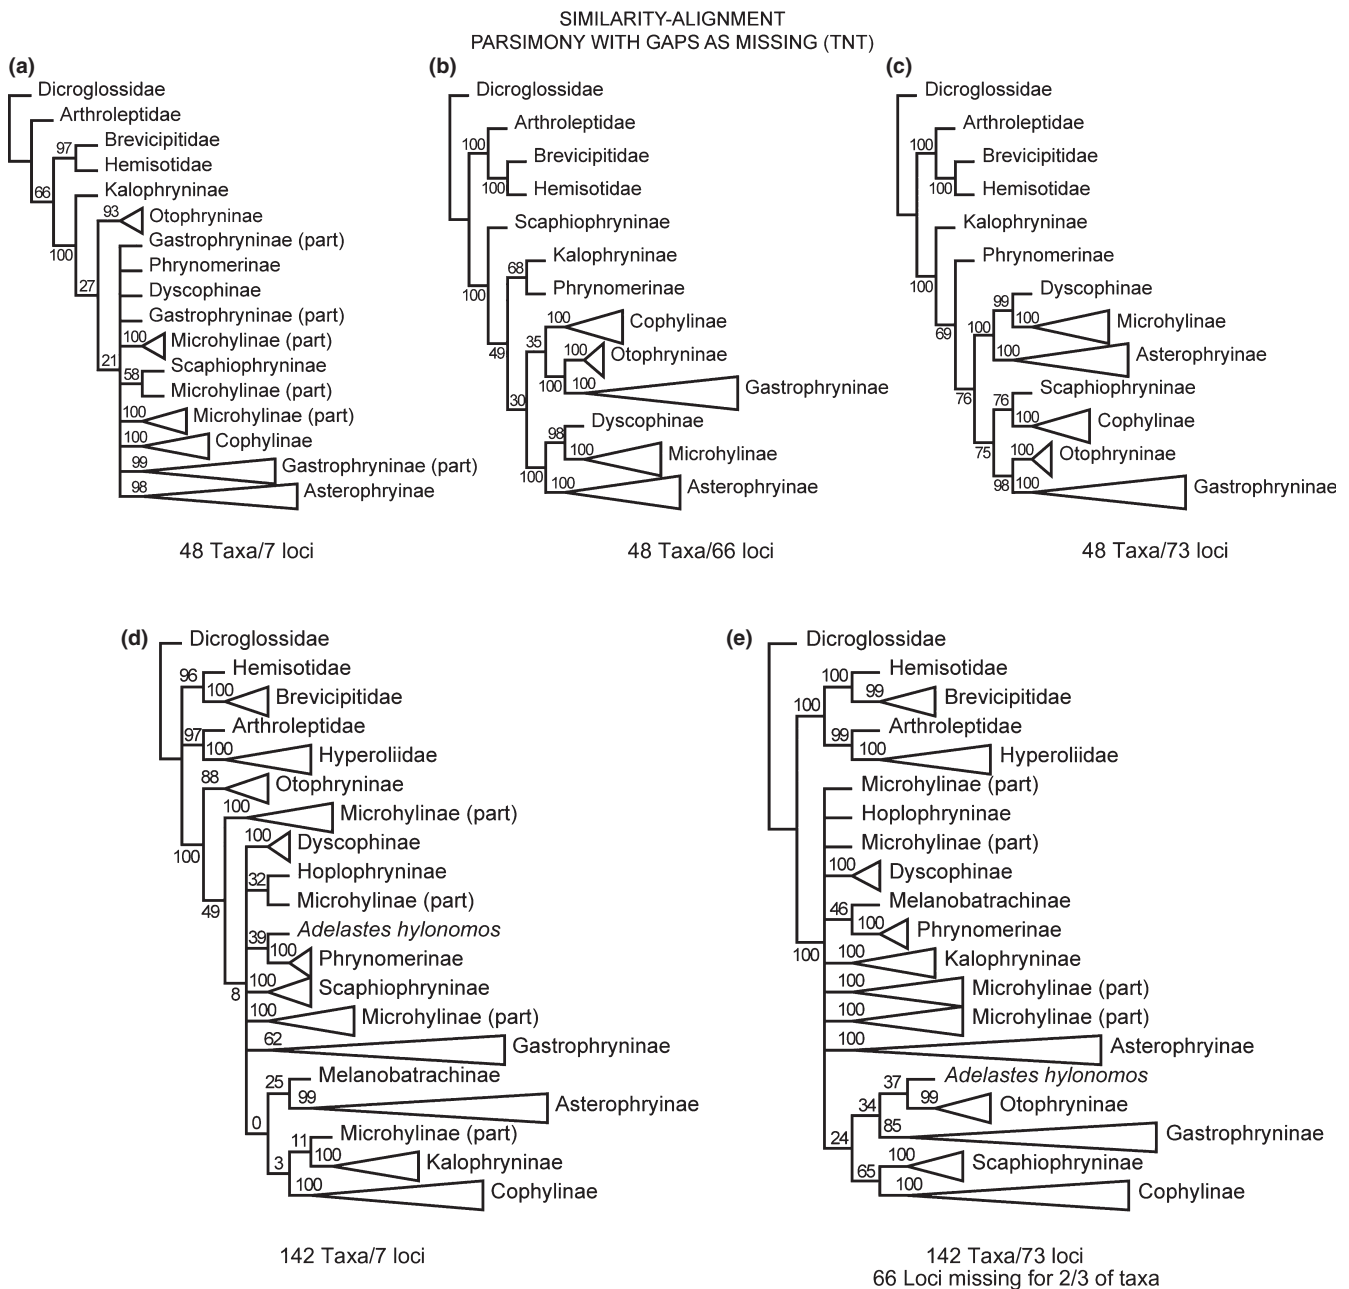 SIMILARITY-ALIGNMENT
PARSIMONY WITH GAPS AS MISSING (TNT)
(a)
Dicroglossidae
Arthroleptidae
97
Brevicipitidae
Hemisotidae
66
Kalophryninae
93
Otophryninae
Gastrophryninae (part)
100
Phrynomerinae
27
Dyscophinae
Gastrophryninae (part)
100
Microhylinae (part)
21
Scaphiophryninae
58
Microhylinae (part)
100
Microhylinae (part)
100
Cophylinae
99
Gastrophryninae (part)
98
Asterophryinae
48 Taxa/7 loci
(b)
Dicroglossidae
Arthroleptidae
100
Brevicipitidae
100
Hemisotidae
Scaphiophryninae
Kalophryninae
68
100
Phrynomerinae
100
Cophylinae
35
49
100
Otophryninae
100
100
Gastrophryninae
30
Dyscophinae
98
100
Microhylinae
100
100
Asterophryinae
48 Taxa/66 loci
(c)
Dicroglossidae
Arthroleptidae
100
Brevicipitidae
100
Hemisotidae
Kalophryninae
Phrynomerinae
100
Dyscophinae
99
100
Microhylinae
69
100
100
Asterophryinae
Scaphiophryninae
76
76
100
Cophylinae
75
100
Otophryninae
98
100
Gastrophryninae
48 Taxa/73 loci
(d)
Dicroglossidae
Hemisotidae
96
100
Brevicipitidae
Arthroleptidae
97
100
Hyperoliidae
88
Otophryninae
100
Microhylinae (part)
100
100
Dyscophinae
Hoplophryninae
32
Microhylinae (part)
49
Adelastes hylonomos
39
100
Phrynomerinae
100
Scaphiophryninae
8
100
Microhylinae (part)
62
Gastrophryninae
Melanobatrachinae
25
99
Asterophryinae
0
Microhylinae (part)
11
100
Kalophryninae
3
100
Cophylinae
142 Taxa/7 loci
(e)
Dicroglossidae
Hemisotidae
100
99
Brevicipitidae
100
Arthroleptidae
99
100
Hyperoliidae
Microhylinae (part)
Hoplophryninae
Microhylinae (part)
100
Dyscophinae
Melanobatrachinae
46
100
Phrynomerinae
100
100
Kalophryninae
100
Microhylinae (part)
100
Microhylinae (part)
100
Asterophryinae
Adelastes hylonomos
37
99
Otophryninae
34
85
Gastrophryninae
24
100
Scaphiophryninae
65
100
Cophylinae
142 Taxa/73 loci
66 Loci missing for 2/3 of taxa